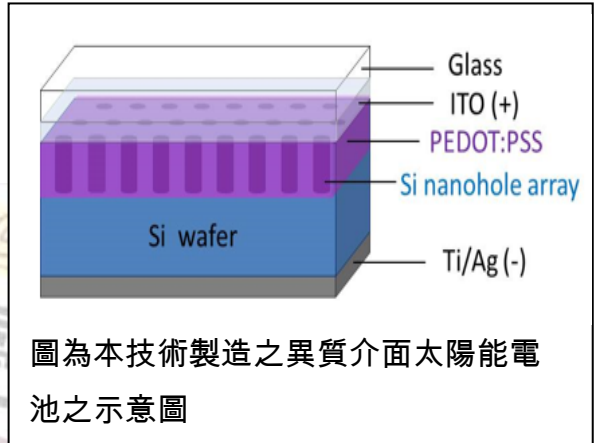 Glass
ITO (+)
PEDOT:PSS
Si nanohole array
Si wafer
Ti/Ag (-)
圖為本技術製造之異質介面太陽能電
池之示意圖